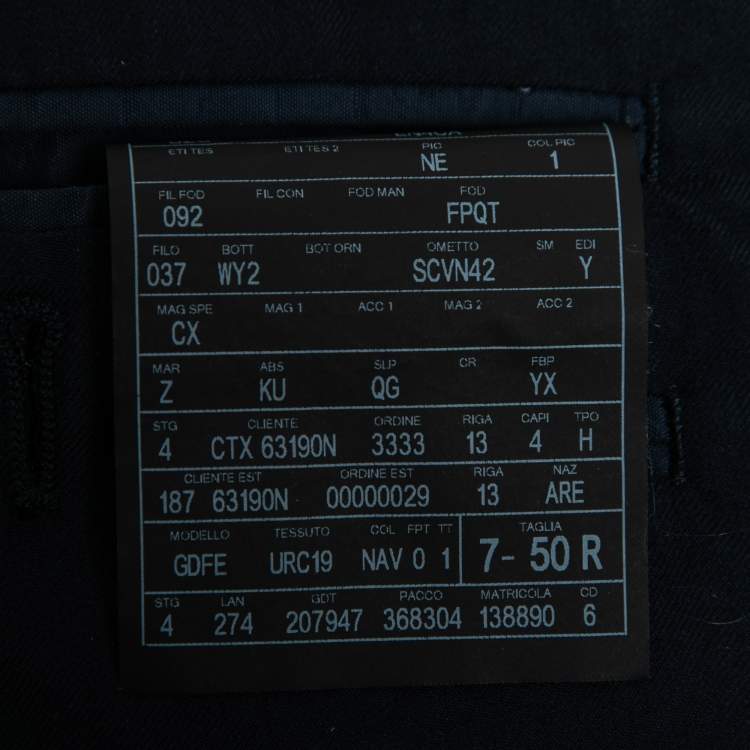 ETI TES ETI TES 2 PIC COL PIC
NE 1
FIL FOD FIL CON FOD MAN FOD
092 FPQT
FILO BOTT BOT ORN OMETTO SM EDI
037 WY2 SCVN42 Y
MAG SPE MAG 1 ACC 1 MAG 2 ACC 2
CX
MAR ABS SLP CR FBP
Z KU QG YX
STG CLIENTE ORDINE RIGA CAPI TPO
4 CTX 63190N 3333 13 4 H
CLIENTE EST ORDINE EST RIGA NAZ
187 63190N 00000029 13 ARE
MODELLO TESSUTO COL FPT TT TAGLIA
GDFE URC19 NAV 0 1 7- 50 R
STG LAN GDT PACCO MATRICOLA CD
4 274 207947 368304 138890 6